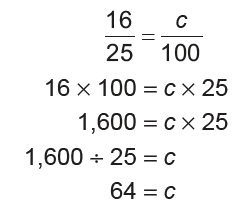 16/25 = c/100
16 × 100 = c × 25
1,600 = c × 25
1,600 ÷ 25 = c
64 = c